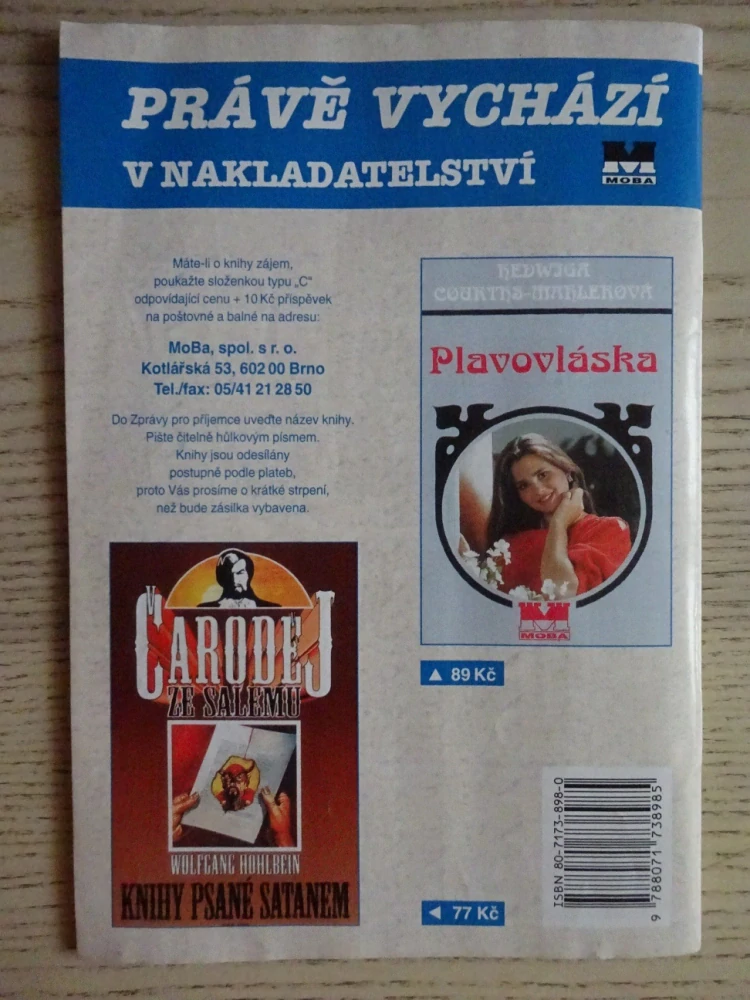 PRÁVĚ VYCHÁZÍ
V NAKLADATELSTVÍ
M
MOBA
Máte-li o knihy zájem,
poukažte složenkou typu „C“
odpovídající cenu + 10 Kč příspěvek
na poštovné a balné na adresu:
MoBa, spol. s r. o.
Kotlářská 53, 602 00 Brno
Tel./fax: 05/41 21 28 50
Do Zprávy pro příjemce uveďte název knihy.
Pište čitelně hůlkovým písmem.
Knihy jsou odesílány
postupně podle plateb,
proto Vás prosíme o krátké strpení,
než bude zásilka vybavena.
HEDWIGA
COURTHS-MAHLEROVÁ
Plavovláska
M
MOBA
▲ 89 Kč
ČARODĚJ
ZE SALEMU
WOLFGANG HOHLBEIN
KNIHY PSANÉ SATANEM
◄ 77 Kč
ISBN 80-7173-898-0
9 788071 738985